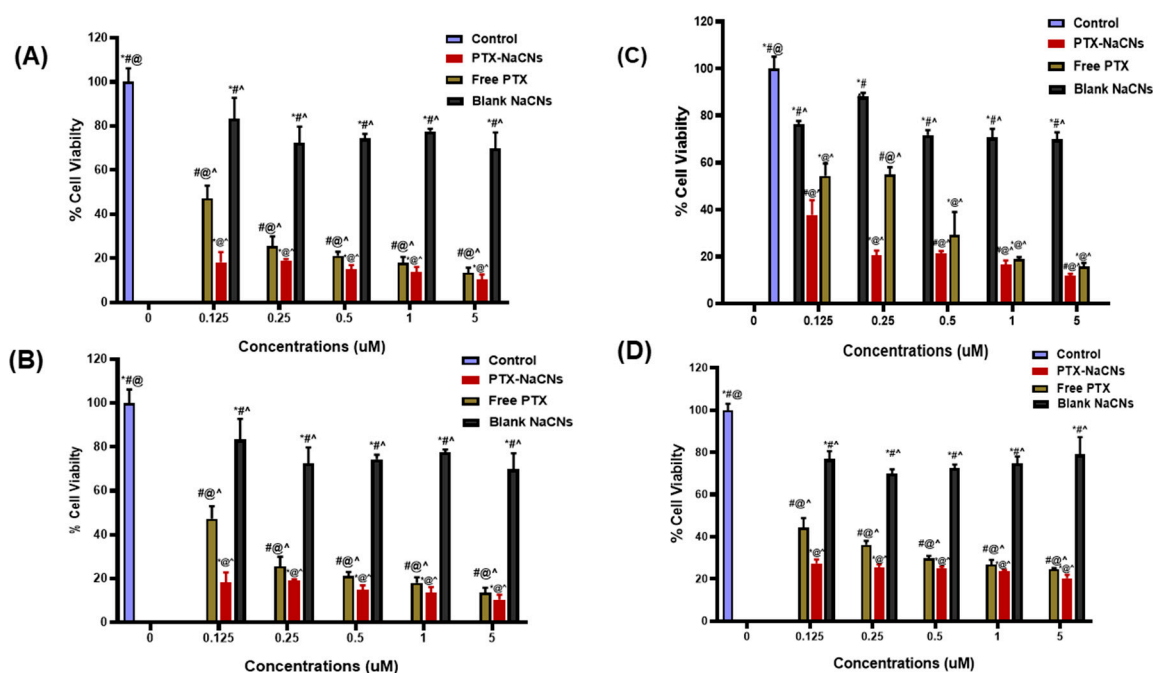 (A)
120
100
80
60
40
20
0
% Cell Viabilty
*#@
#@^
*@^
*#^
#@^
*@^
*#^
#@^
*@^
*#^
#@^
*@^
*#^
#@^
*@^
*#^
Control
PTX-NaCNs
Free PTX
Blank NaCNs
0 0.125 0.25 0.5 1 5
Concentrations (uM)
(B)
120
100
80
60
40
20
0
% Cell Viabilty
*#@
#@^
*@^
*#^
#@^
*@^
*#^
#@^
*@^
*#^
#@^
*@^
*#^
#@^
*@^
*#^
Control
PTX-NaCNs
Free PTX
Blank NaCNs
0 0.125 0.25 0.5 1 5
Concentrations (uM)
(C)
120
100
80
60
40
20
0
% Cell Viabilty
*#@
*#^
#@^
*@^
*#
*@^
#@^
*#^
#@^
*@^
*#^
#@^
*@^
*#^
#@^
*@^
Control
PTX-NaCNs
Free PTX
Blank NaCNs
0 0.125 0.25 0.5 1 5
Concentrations (uM)
(D)
120
100
80
60
40
20
0
% Cell Viabilty
*#@
#@^
*@^
*#^
#@^
*@^
*#^
#@^
*@^
*#^
#@^
*@^
*#^
#@^
*@^
*#^
Control
PTX-NaCNs
Free PTX
Blank NaCNs
0 0.125 0.25 0.5 1 5
Concentrations (uM)